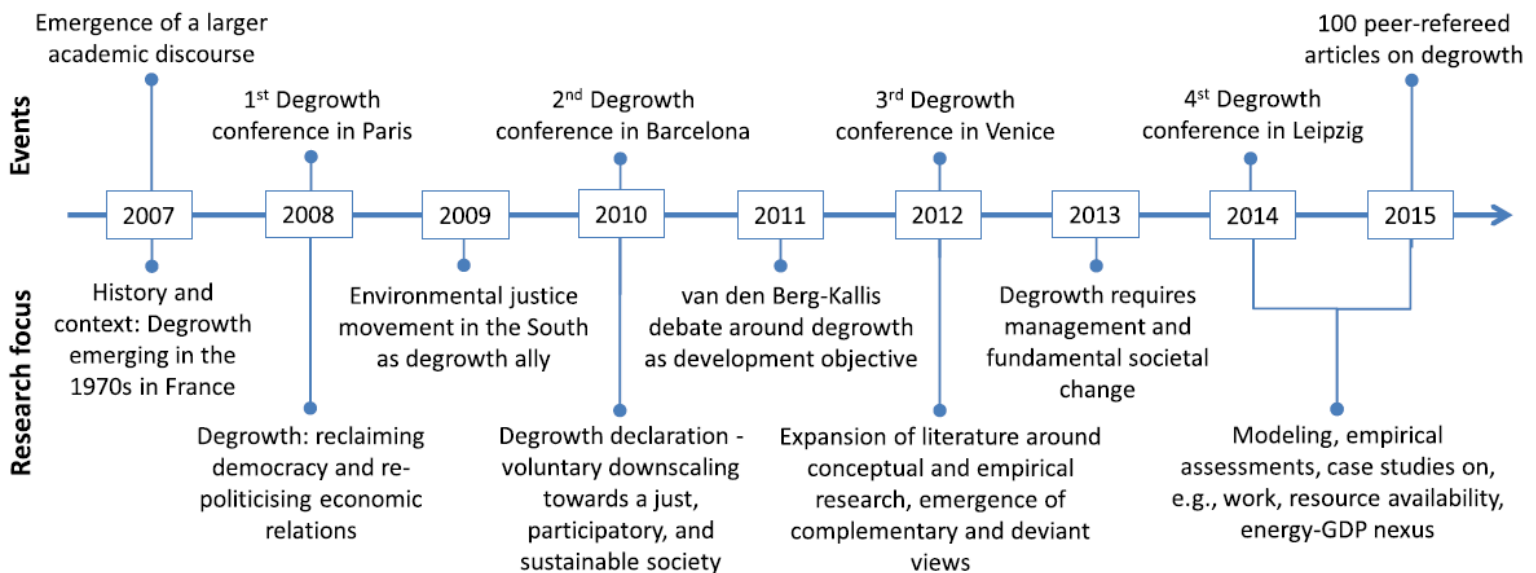 Emergence of a larger
academic discourse
100 peer-refereed
articles on degrowth
1st Degrowth
conference in Paris
2nd Degrowth
conference in Barcelona
3rd Degrowth
conference in Venice
4st Degrowth
conference in Leipzig
Events
2007
2008
2009
2010
2011
2012
2013
2014
2015
Research focus
History and
context: Degrowth
emerging in the
1970s in France
Environmental justice
movement in the South
as degrowth ally
van den Berg-Kallis
debate around degrowth
as development objective
Degrowth requires
management and
fundamental societal
change
Degrowth: reclaiming
democracy and re-
politicising economic
relations
Degrowth declaration -
voluntary downscaling
towards a just,
participatory, and
sustainable society
Expansion of literature around
conceptual and empirical
research, emergence of
complementary and deviant
views
Modeling, empirical
assessments, case studies on,
e.g., work, resource availability,
energy-GDP nexus